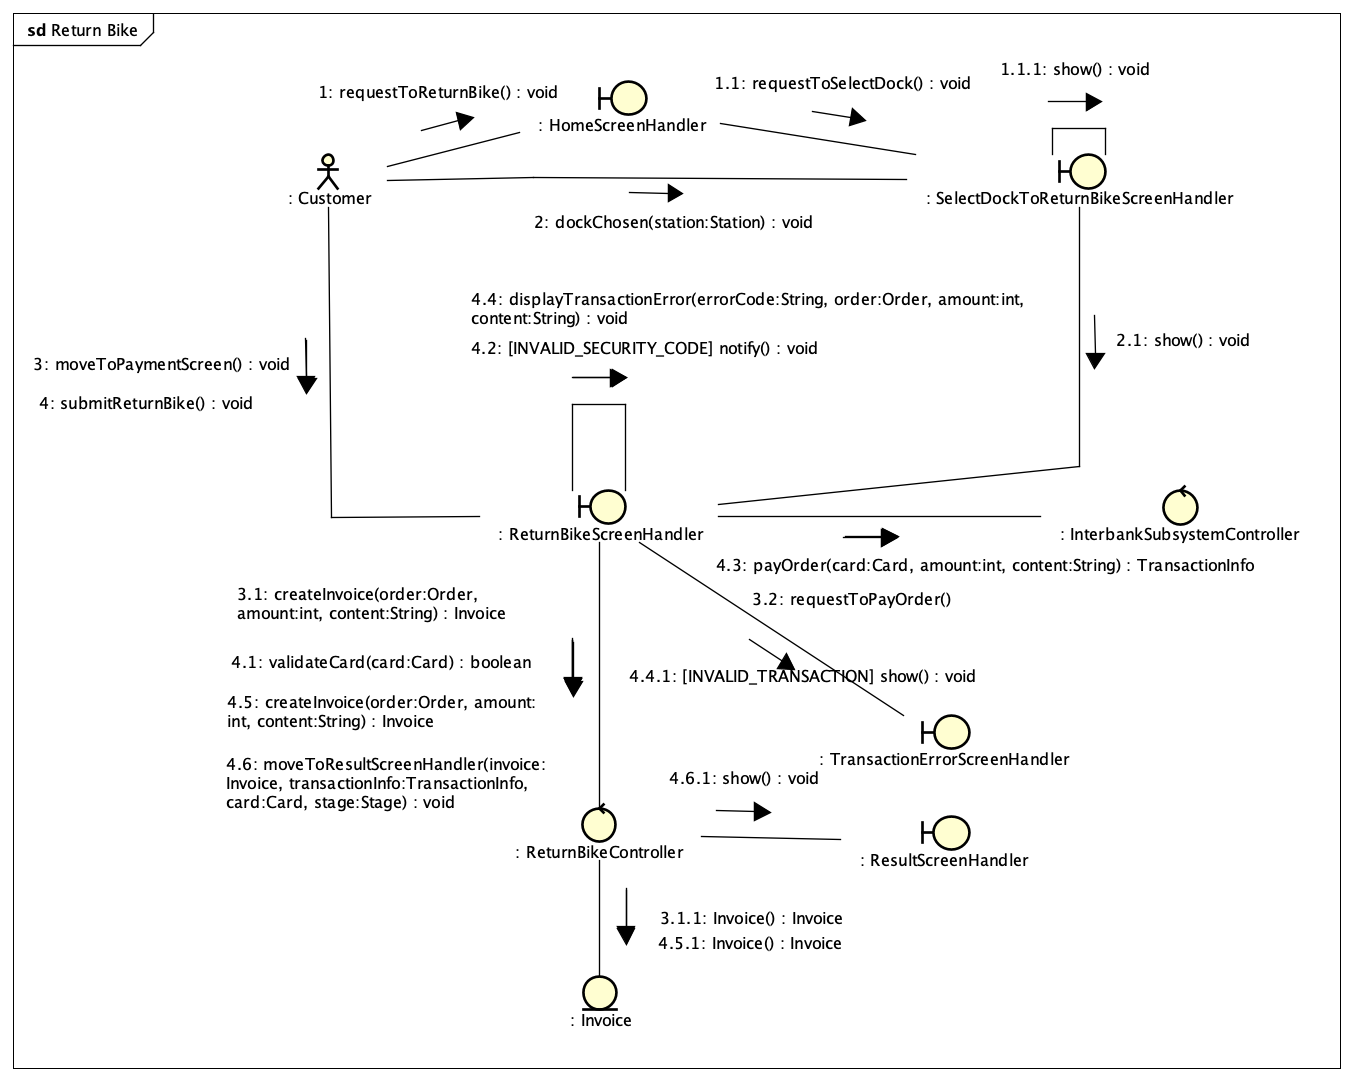 sd Return Bike
1.1.1: show() : void
1: requestToReturnBike() : void
1.1: requestToSelectDock() : void
: HomeScreenHandler
: Customer
: SelectDockToReturnBikeScreenHandler
2: dockChosen(station:Station) : void
4.4: displayTransactionError(errorCode:String, order:Order, amount:int,
content:String) : void
4.2: [INVALID_SECURITY_CODE] notify() : void
2.1: show() : void
3: moveToPaymentScreen() : void
4: submitReturnBike() : void
: ReturnBikeScreenHandler
: InterbankSubsystemController
4.3: payOrder(card:Card, amount:int, content:String) : TransactionInfo
3.2: requestToPayOrder()
3.1: createInvoice(order:Order,
amount:int, content:String) : Invoice
4.1: validateCard(card:Card) : boolean
4.4.1: [INVALID_TRANSACTION] show() : void
4.5: createInvoice(order:Order, amount:
int, content:String) : Invoice
: TransactionErrorScreenHandler
4.6: moveToResultScreenHandler(invoice:
Invoice, transactionInfo:TransactionInfo,
card:Card, stage:Stage) : void
4.6.1: show() : void
: ReturnBikeController
: ResultScreenHandler
3.1.1: Invoice() : Invoice
4.5.1: Invoice() : Invoice
: Invoice